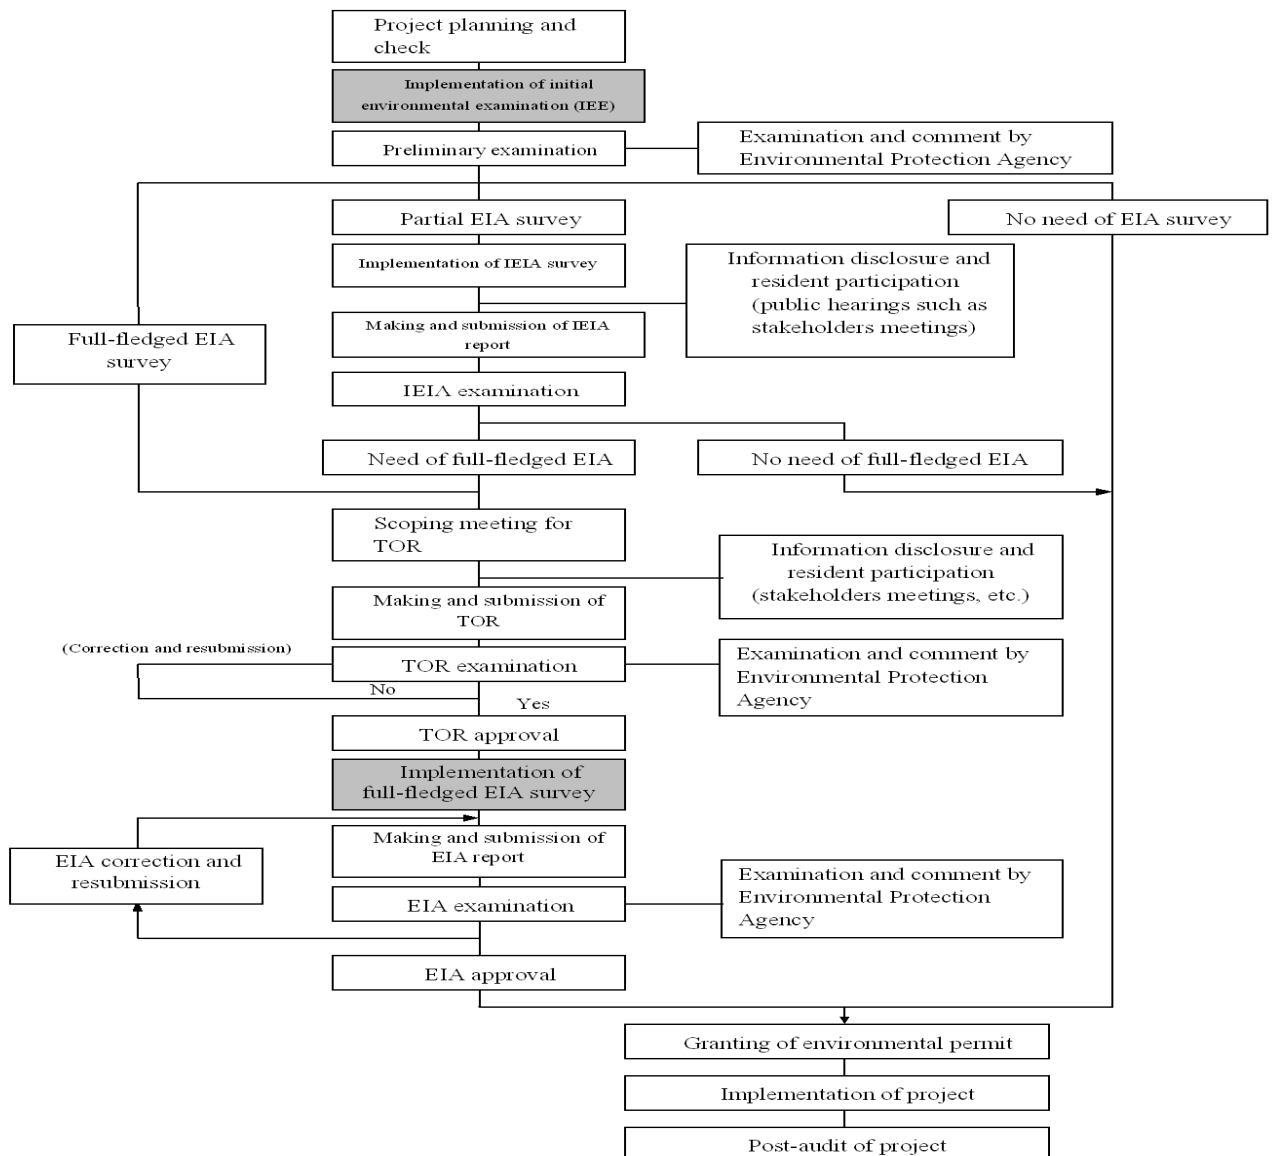 Project planning and
check
Implementation of initial
environmental examination (IEE)
Preliminary examination
Examination and comment by
Environmental Protection Agency
Partial EIA survey
No need of EIA survey
Implementation of IEIA survey
Information disclosure and
resident participation
(public hearings such as
stakeholders meetings)
Making and submission of IEIA
report
Full-fledged EIA
survey
IEIA examination
Need of full-fledged EIA
No need of full-fledged EIA
Scoping meeting for
TOR
Information disclosure and
resident participation
(stakeholders meetings, etc.)
Making and submission of
TOR
(Correction and resubmission)
TOR examination
Examination and comment by
Environmental Protection
Agency
No
Yes
TOR approval
Implementation of
full-fledged EIA survey
Making and submission of
EIA report
EIA correction and
resubmission
EIA examination
Examination and comment by
Environmental Protection
Agency
EIA approval
Granting of environmental permit
Implementation of project
Post-audit of project